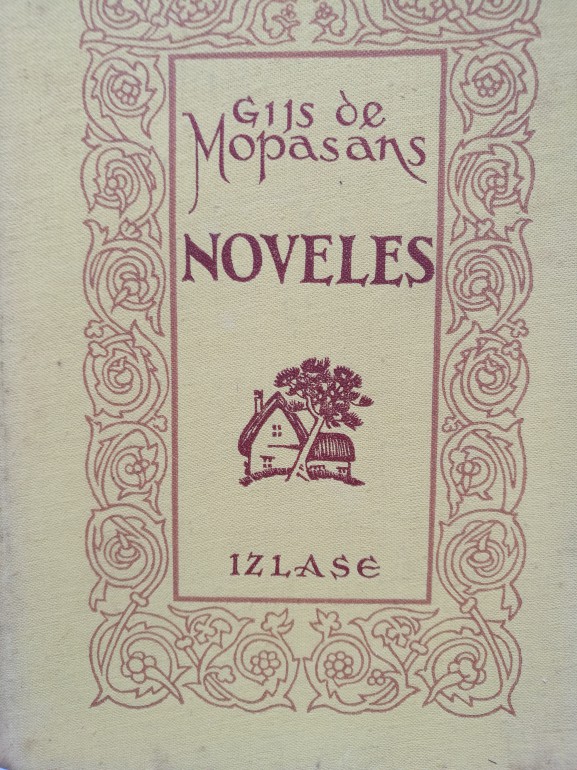 Gijs de
Mopasans
NOVELES
IZLASE